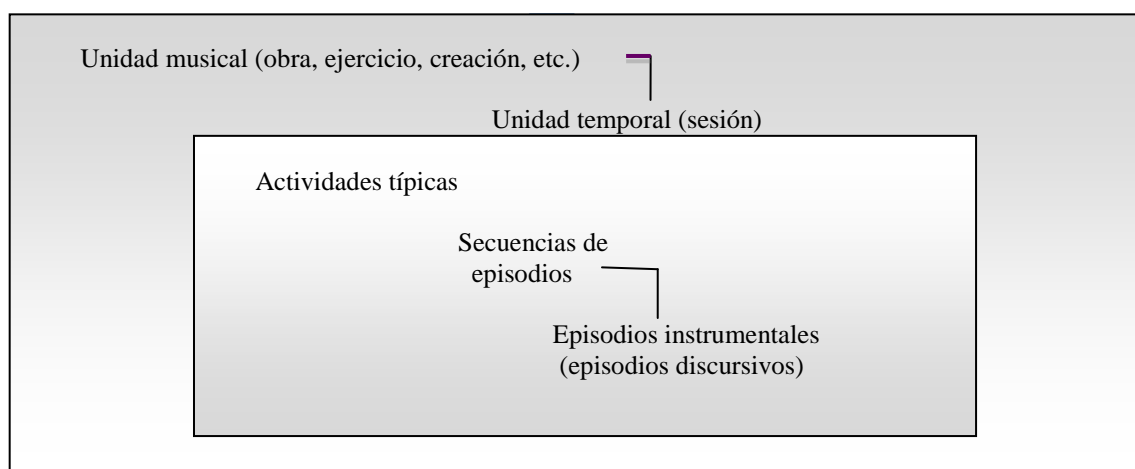 Unidad musical (obra, ejercicio, creación, etc.)
Unidad temporal (sesión)
Actividades típicas
Secuencias de
episodios
Episodios instrumentales
(episodios discursivos)